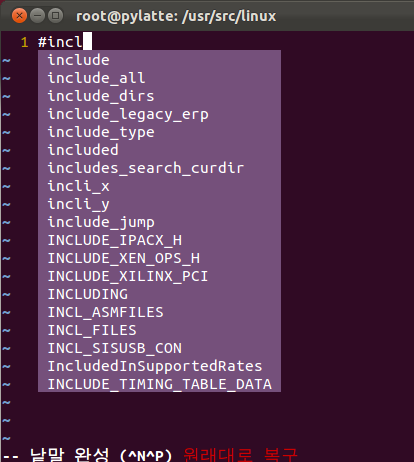 root@pylatte: /usr/src/linux
1 #incl
~ include
~ include_all
~ include_dirs
~ include_legacy_erp
~ include_type
~ included
~ includes_search_curdir
~ incli_x
~ incli_y
~ include_jump
~ INCLUDE_IPACX_H
~ INCLUDE_XEN_OPS_H
~ INCLUDE_XILINX_PCI
~ INCLUDING
~ INCL_ASMFILES
~ INCL_FILES
~ INCL_SISUSB_CON
~ IncludedInSupportedRates
~ INCLUDE_TIMING_TABLE_DATA
~
~
~
-- 낱말 완성 (^N^P) 원래대로 복구